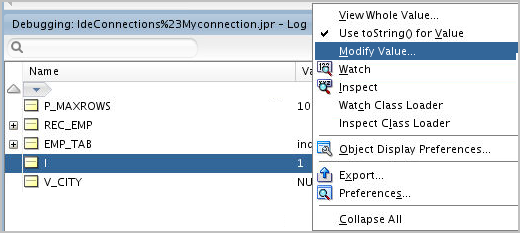 Debugging: IdeConnections%23Myconnection.jpr - Log
Name
Va
P_MAXROWS
10
REC_EMP
EMP_TAB
ind
I
1
V_CITY
NU
View Whole Value...
Use toString() for Value
Modify Value...
Watch
Inspect
Watch Class Loader
Inspect Class Loader
Object Display Preferences...
Export...
Preferences...
Collapse All